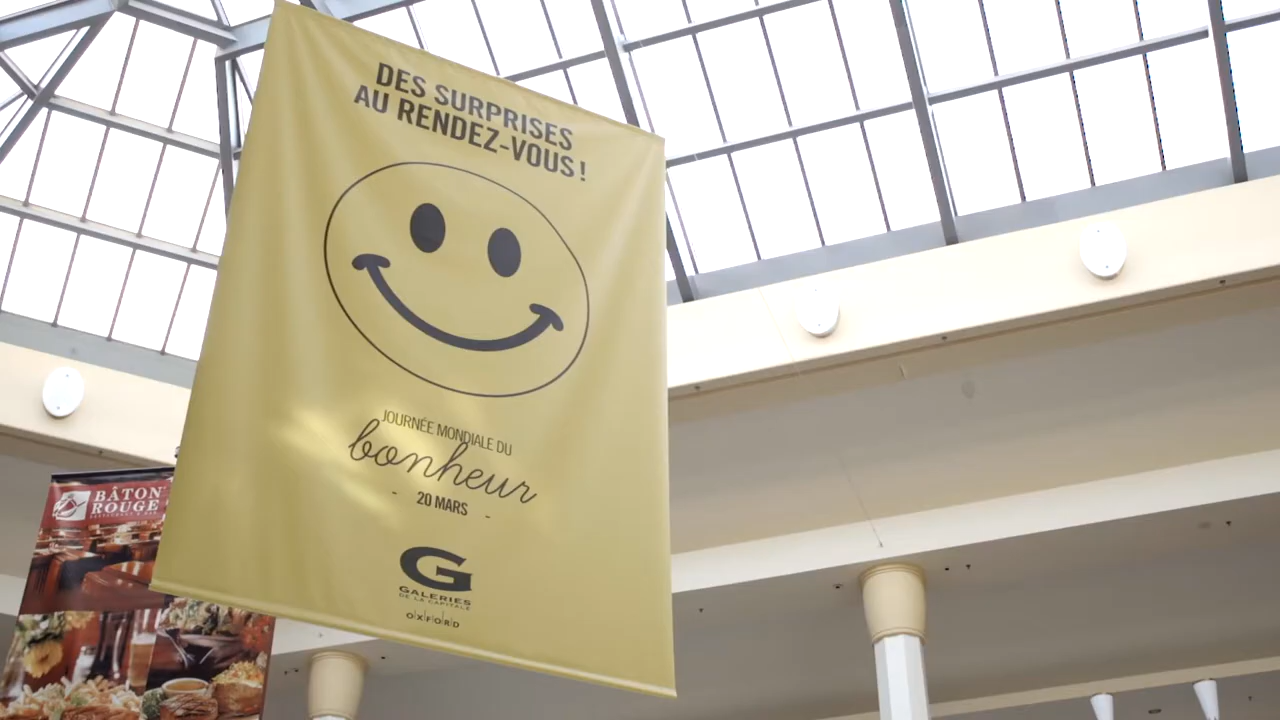 DES SURPRISES
AU RENDEZ-VOUS !
JOURNÉE MONDIALE DU
bonheur
- 20 MARS -
G
GALERIES
DE LA CAPITALE
OXFORD
BÂTON
ROUGE